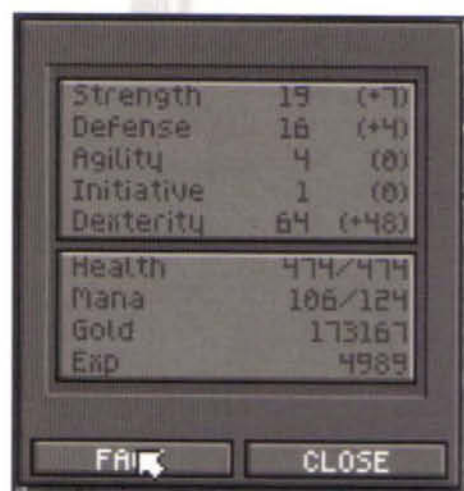 Strength 19 (+7)
Defense 16 (+4)
Agility 4 (0)
Initiative 1 (0)
Dexterity 64 (+48)
Health 474/474
Mana 106/124
Gold 173167
Exp 4989
CLOSE